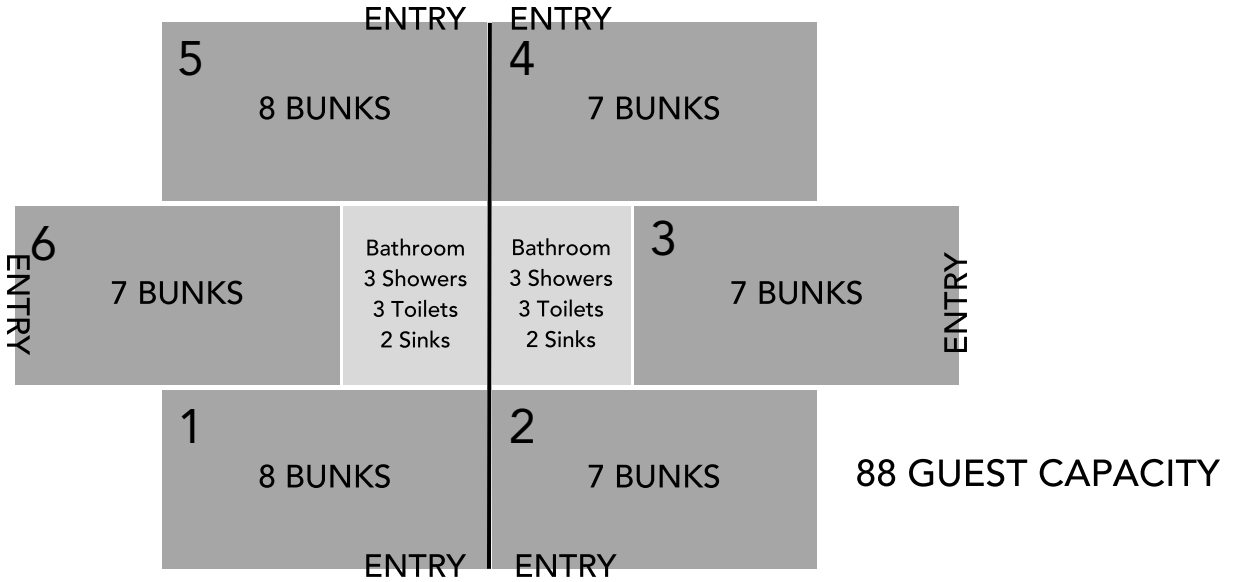 ENTRY
ENTRY
5
8 BUNKS
4
7 BUNKS
6
ENTRY
7 BUNKS
Bathroom
3 Showers
3 Toilets
2 Sinks
Bathroom
3 Showers
3 Toilets
2 Sinks
3
7 BUNKS
ENTRY
1
8 BUNKS
2
7 BUNKS
88 GUEST CAPACITY
ENTRY
ENTRY